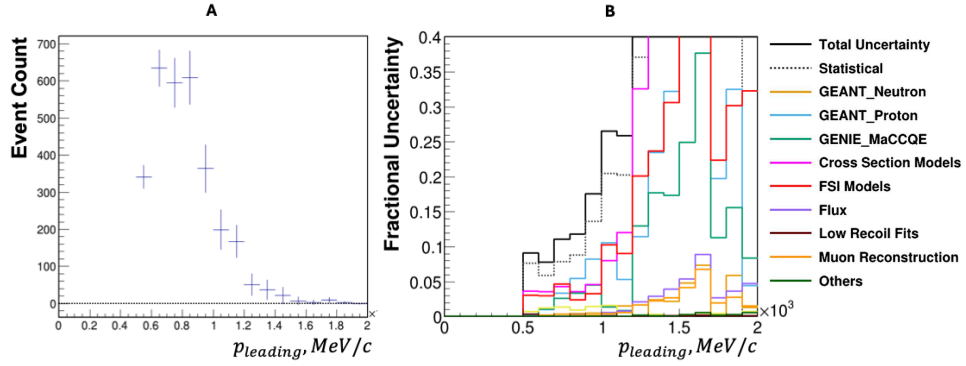 A
B
Event Count
700
600
500
400
300
200
100
0
0 0.2 0.4 0.6 0.8 1 1.2 1.4 1.6 1.8 2
×
p_leading, MeV/c
Fractional Uncertainty
0.4
0.35
0.3
0.25
0.2
0.15
0.1
0.05
0
0 0.5 1 1.5 2
×10³
p_leading, MeV/c
Total Uncertainty
Statistical
GEANT_Neutron
GEANT_Proton
GENIE_MaCCQE
Cross Section Models
FSI Models
Flux
Low Recoil Fits
Muon Reconstruction
Others